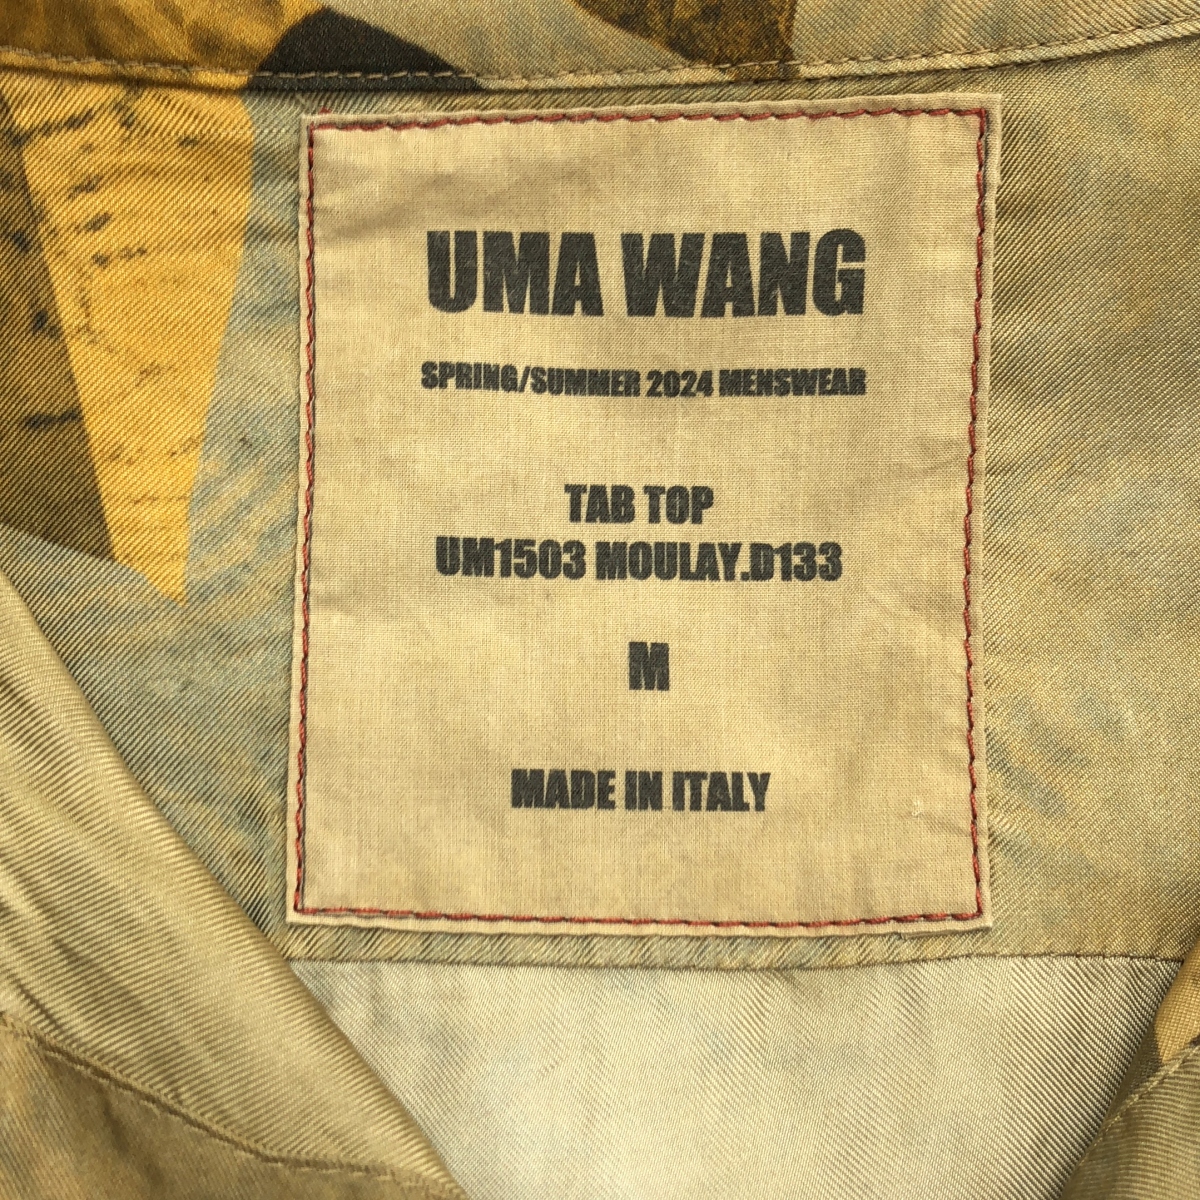 UMA WANG
SPRING/SUMMER 2024 MENSWEAR
TAB TOP
UM1503 MOULAY.D133
M
MADE IN ITALY